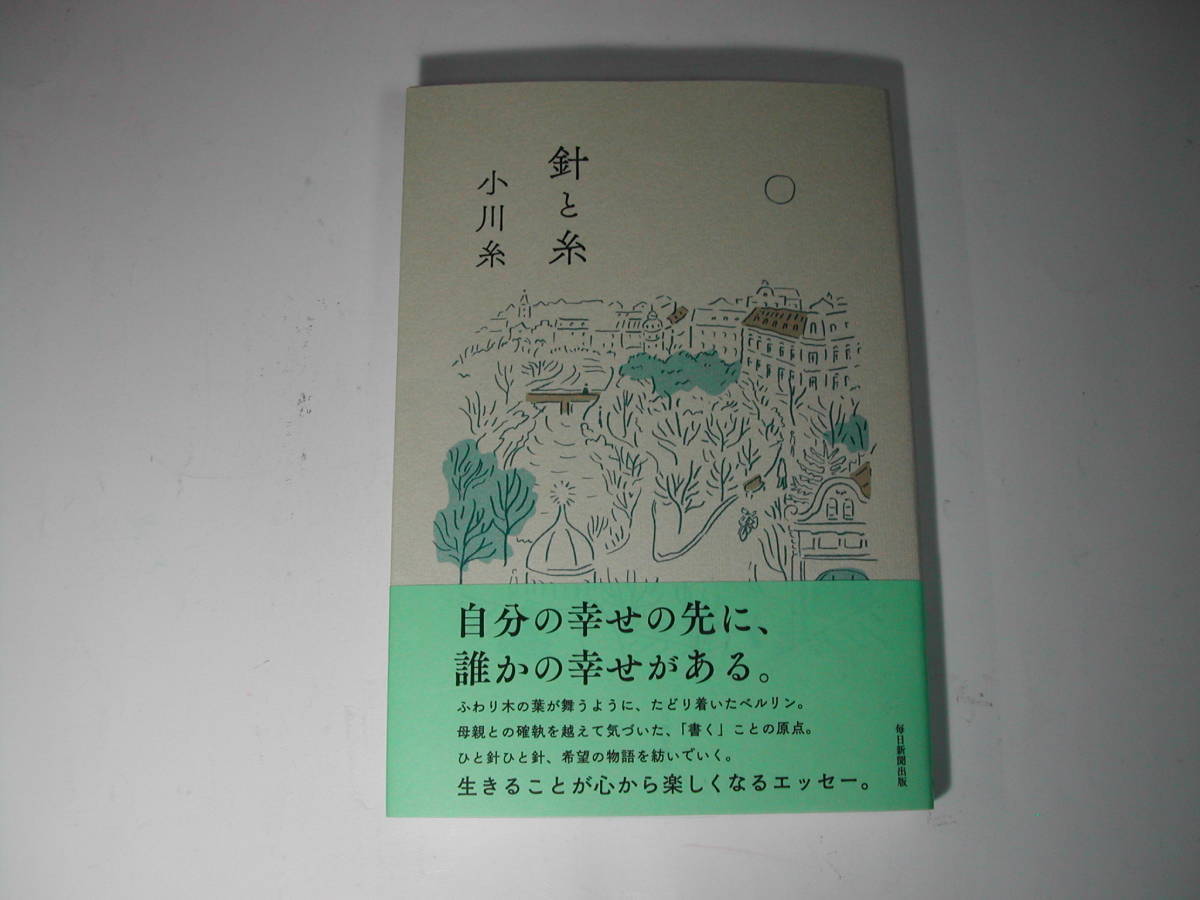 針と糸
小川糸
自分の幸せの先に、
誰かの幸せがある。
ふわり木の葉が舞うように、たどり着いたベルリン。
母親との確執を越えて気づいた、「書く」ことの原点。
ひと針ひと針、希望の物語を紡いでいく。
生きることが心から楽しくなるエッセー。
毎日新聞出版